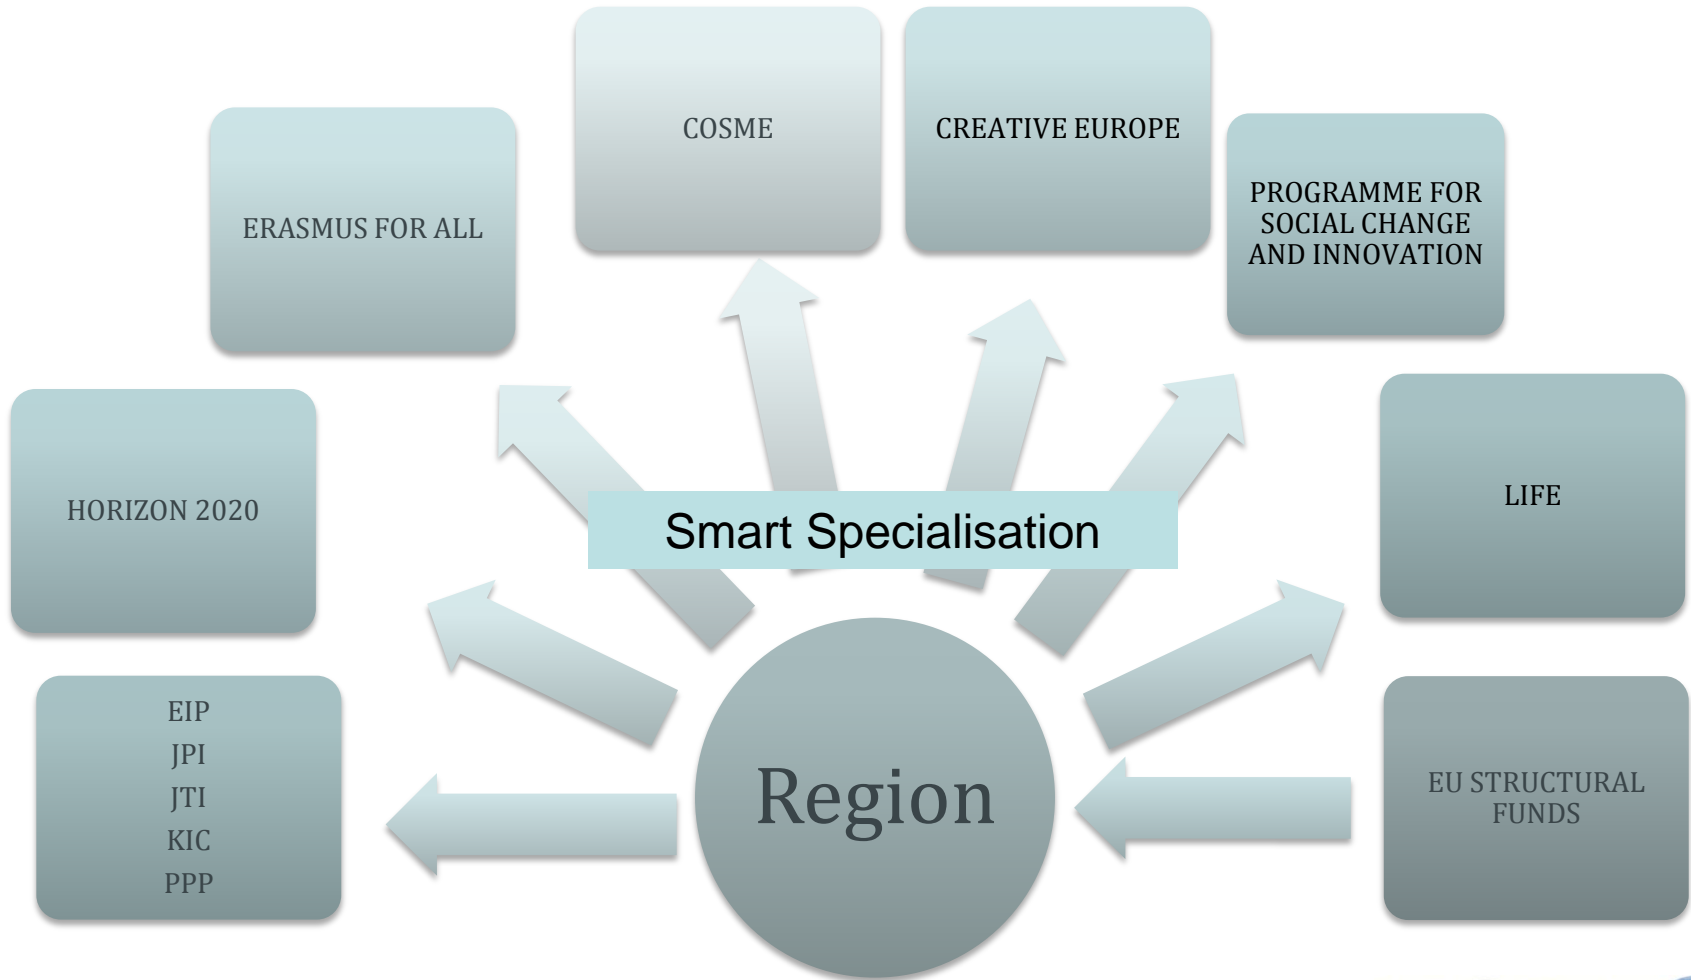 COSME
CREATIVE EUROPE
ERASMUS FOR ALL
PROGRAMME FOR
SOCIAL CHANGE
AND INNOVATION
HORIZON 2020
Smart Specialisation
LIFE
EIP
JPI
JTI
KIC
PPP
Region
EU STRUCTURAL
FUNDS